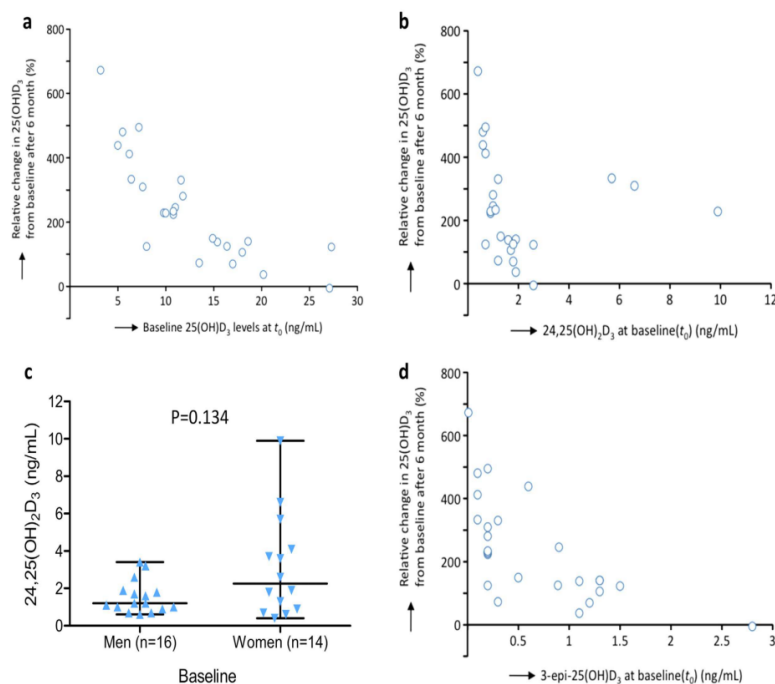 a
Relative change in 25(OH)D₃
from baseline after 6 month (%)
800
600
400
200
0
5
10
15
20
25
30
Baseline 25(OH)D₃ levels at t₀ (ng/mL)
b
Relative change in 25(OH)D₃
from baseline after 6 month (%)
800
600
400
200
0
2
4
6
8
10
12
24,25(OH)₂D₃ at baseline(t₀) (ng/mL)
c
24,25(OH)₂D₃ (ng/mL)
12
10
8
6
4
2
0
P=0.134
Men (n=16)
Women (n=14)
Baseline
d
Relative change in 25(OH)D₃
from baseline after 6 month (%)
800
600
400
200
0
0.5
1
1.5
2
2.5
3
3-epi-25(OH)D₃ at baseline(t₀) (ng/mL)